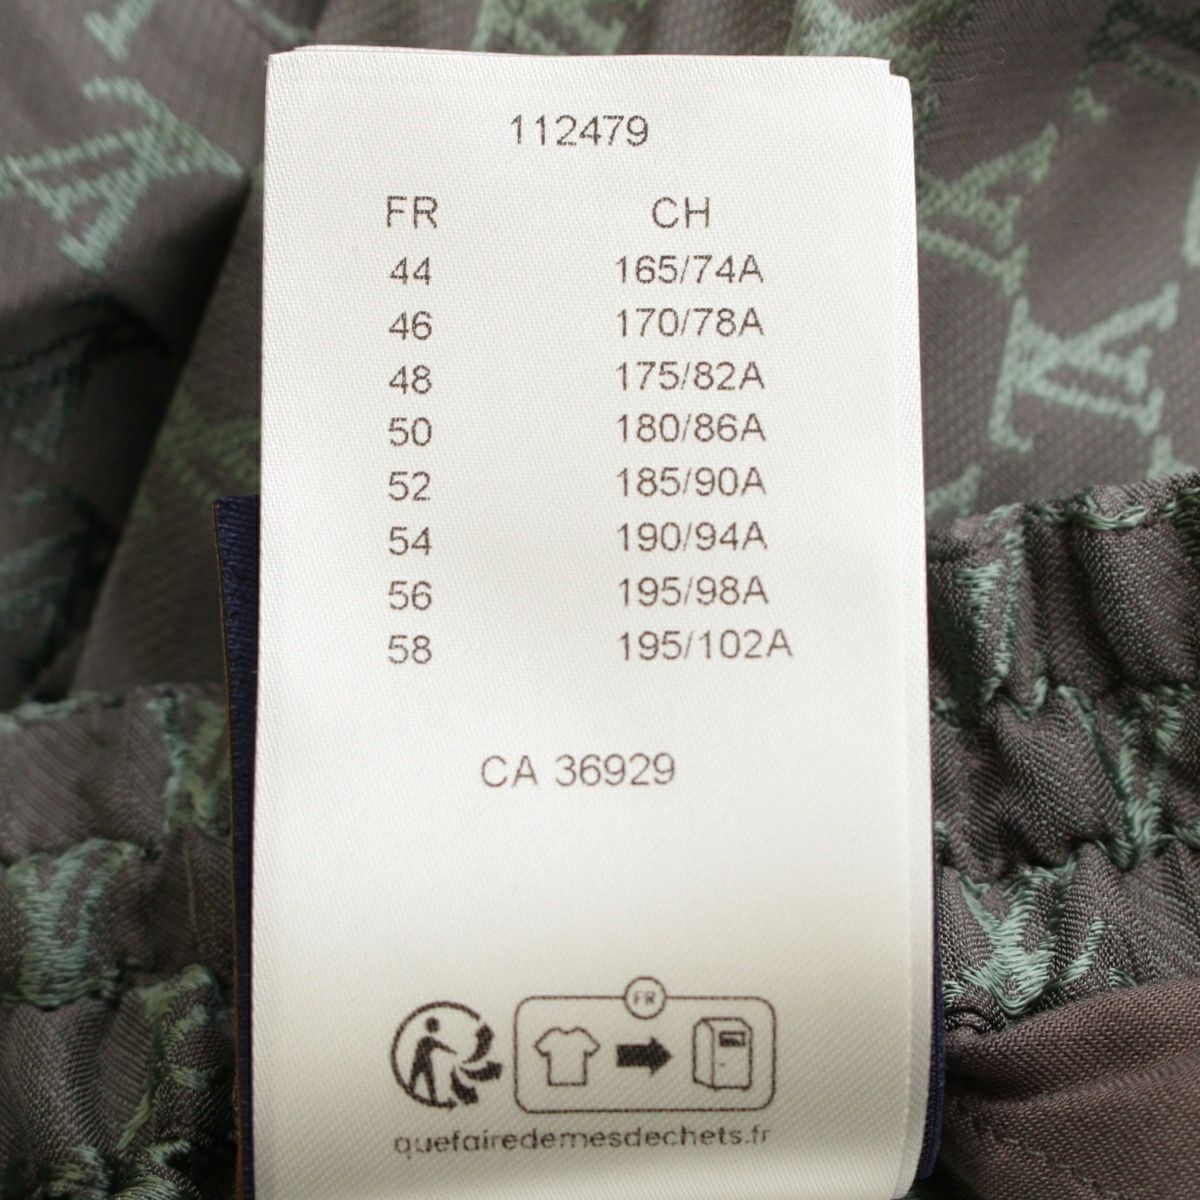 112479
FR CH
44 165/74A
46 170/78A
48 175/82A
50 180/86A
52 185/90A
54 190/94A
56 195/98A
58 195/102A
CA 36929
FR
quefairedemesdechets.fr